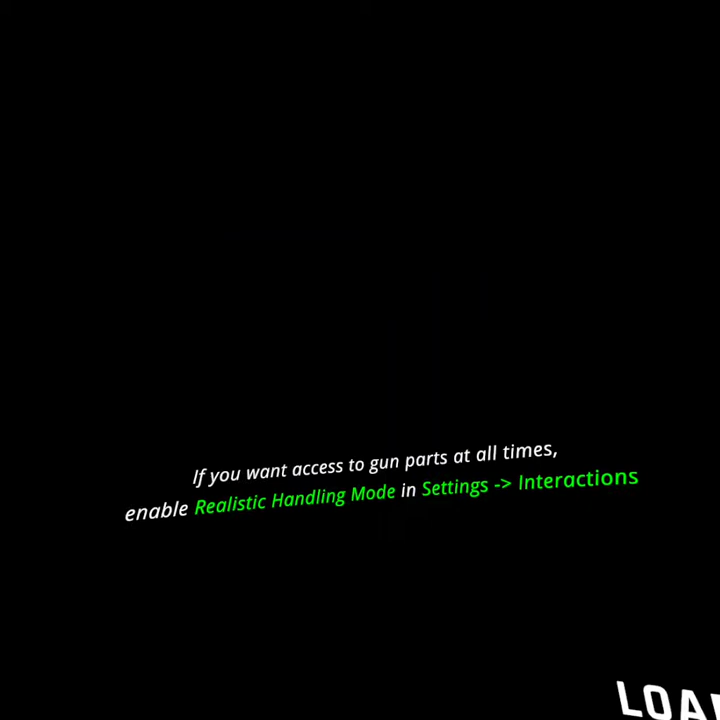 If you want access to gun parts at all times,
enable Realistic Handling Mode in Settings -> Interactions